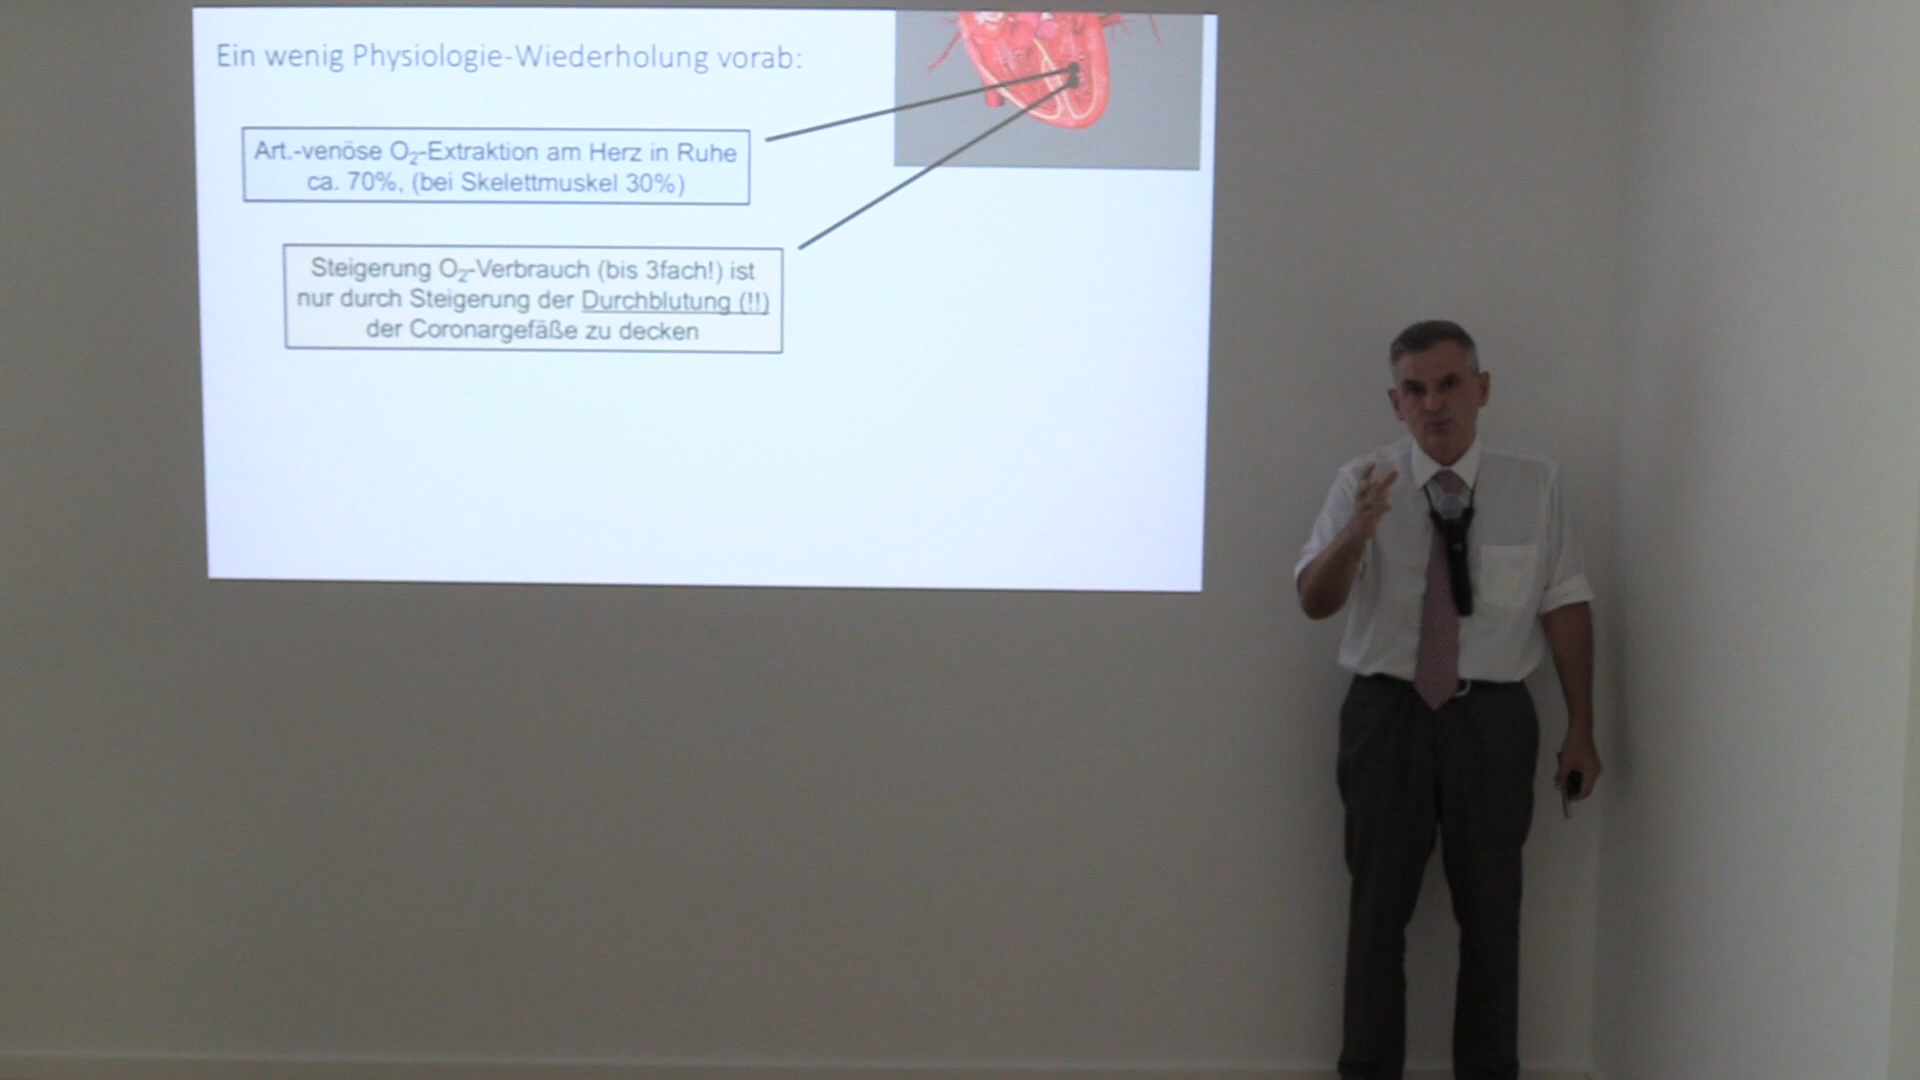 Ein wenig Physiologie-Wiederholung vorab:
Art.-venöse O₂-Extraktion am Herz in Ruhe
ca. 70%, (bei Skelettmuskel 30%)
Steigerung O₂-Verbrauch (bis 3fach!) ist
nur durch Steigerung der Durchblutung (!!)
der Coronargefäße zu decken